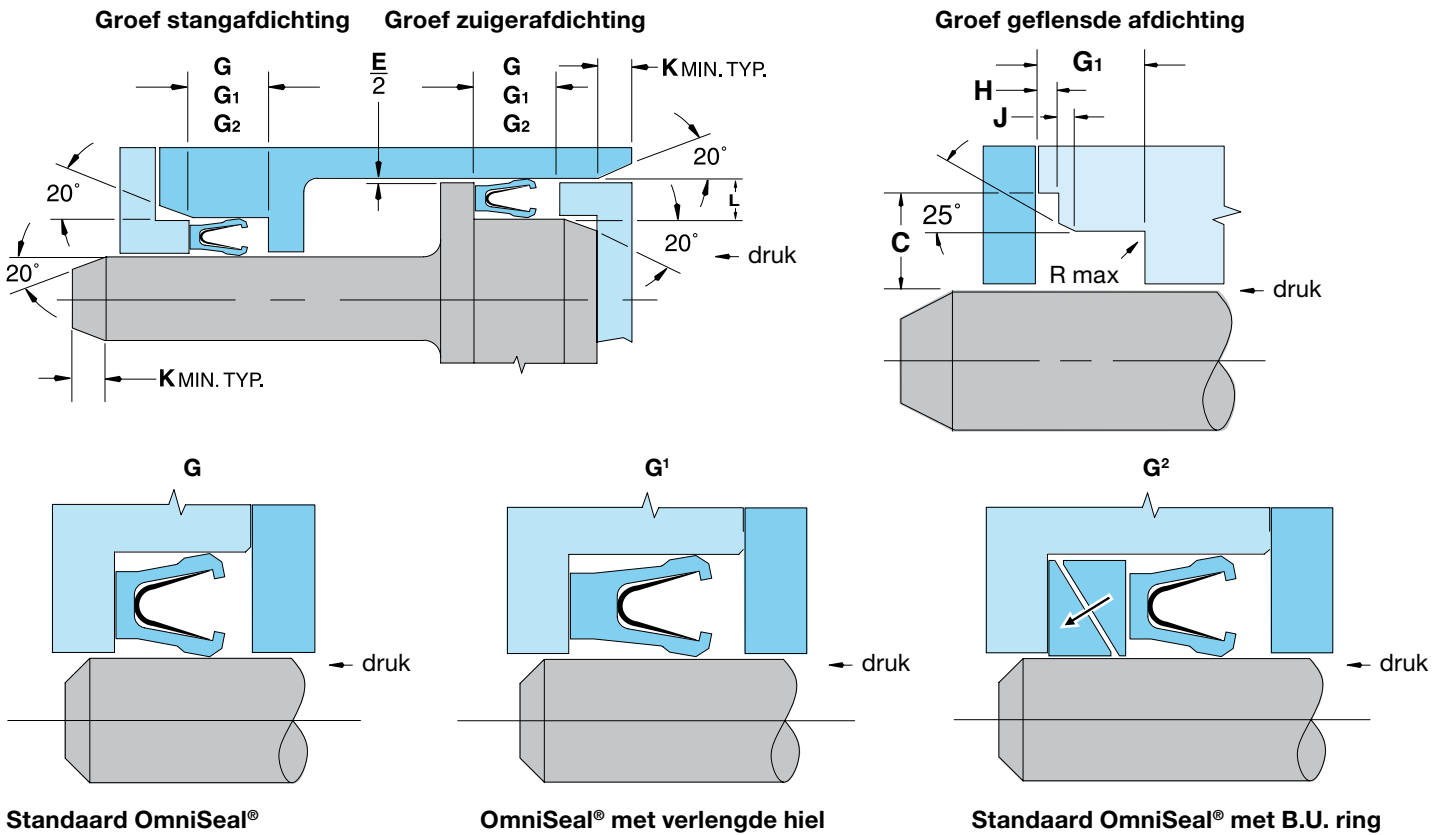 Groef stangafdichting
Groef zuigerafdichting
Groef geflensde afdichting
G
G1
G2
E
2
G
G1
G2
K MIN. TYP.
20°
20°
20°
20°
L
druk
K MIN. TYP.
G1
H
J
25°
C
R max
druk
G
G¹
G²
druk
druk
druk
Standaard OmniSeal®
OmniSeal® met verlengde hiel
Standaard OmniSeal® met B.U. ring